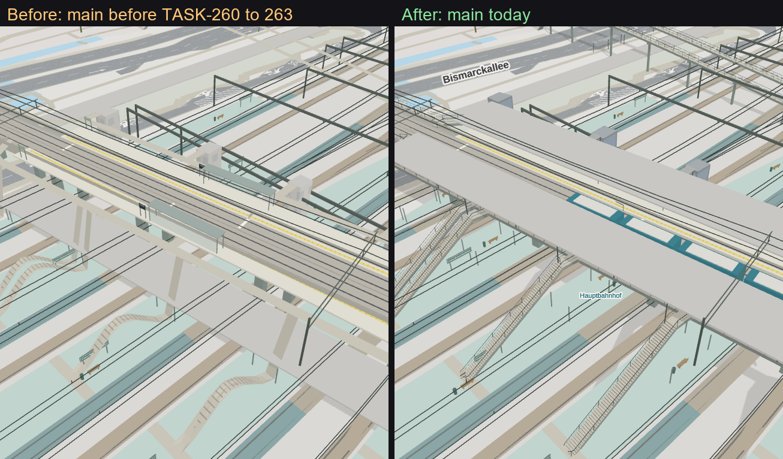 Before: main before TASK-260 to 263
After: main today
Bismarckallee
Hauptbahnhof